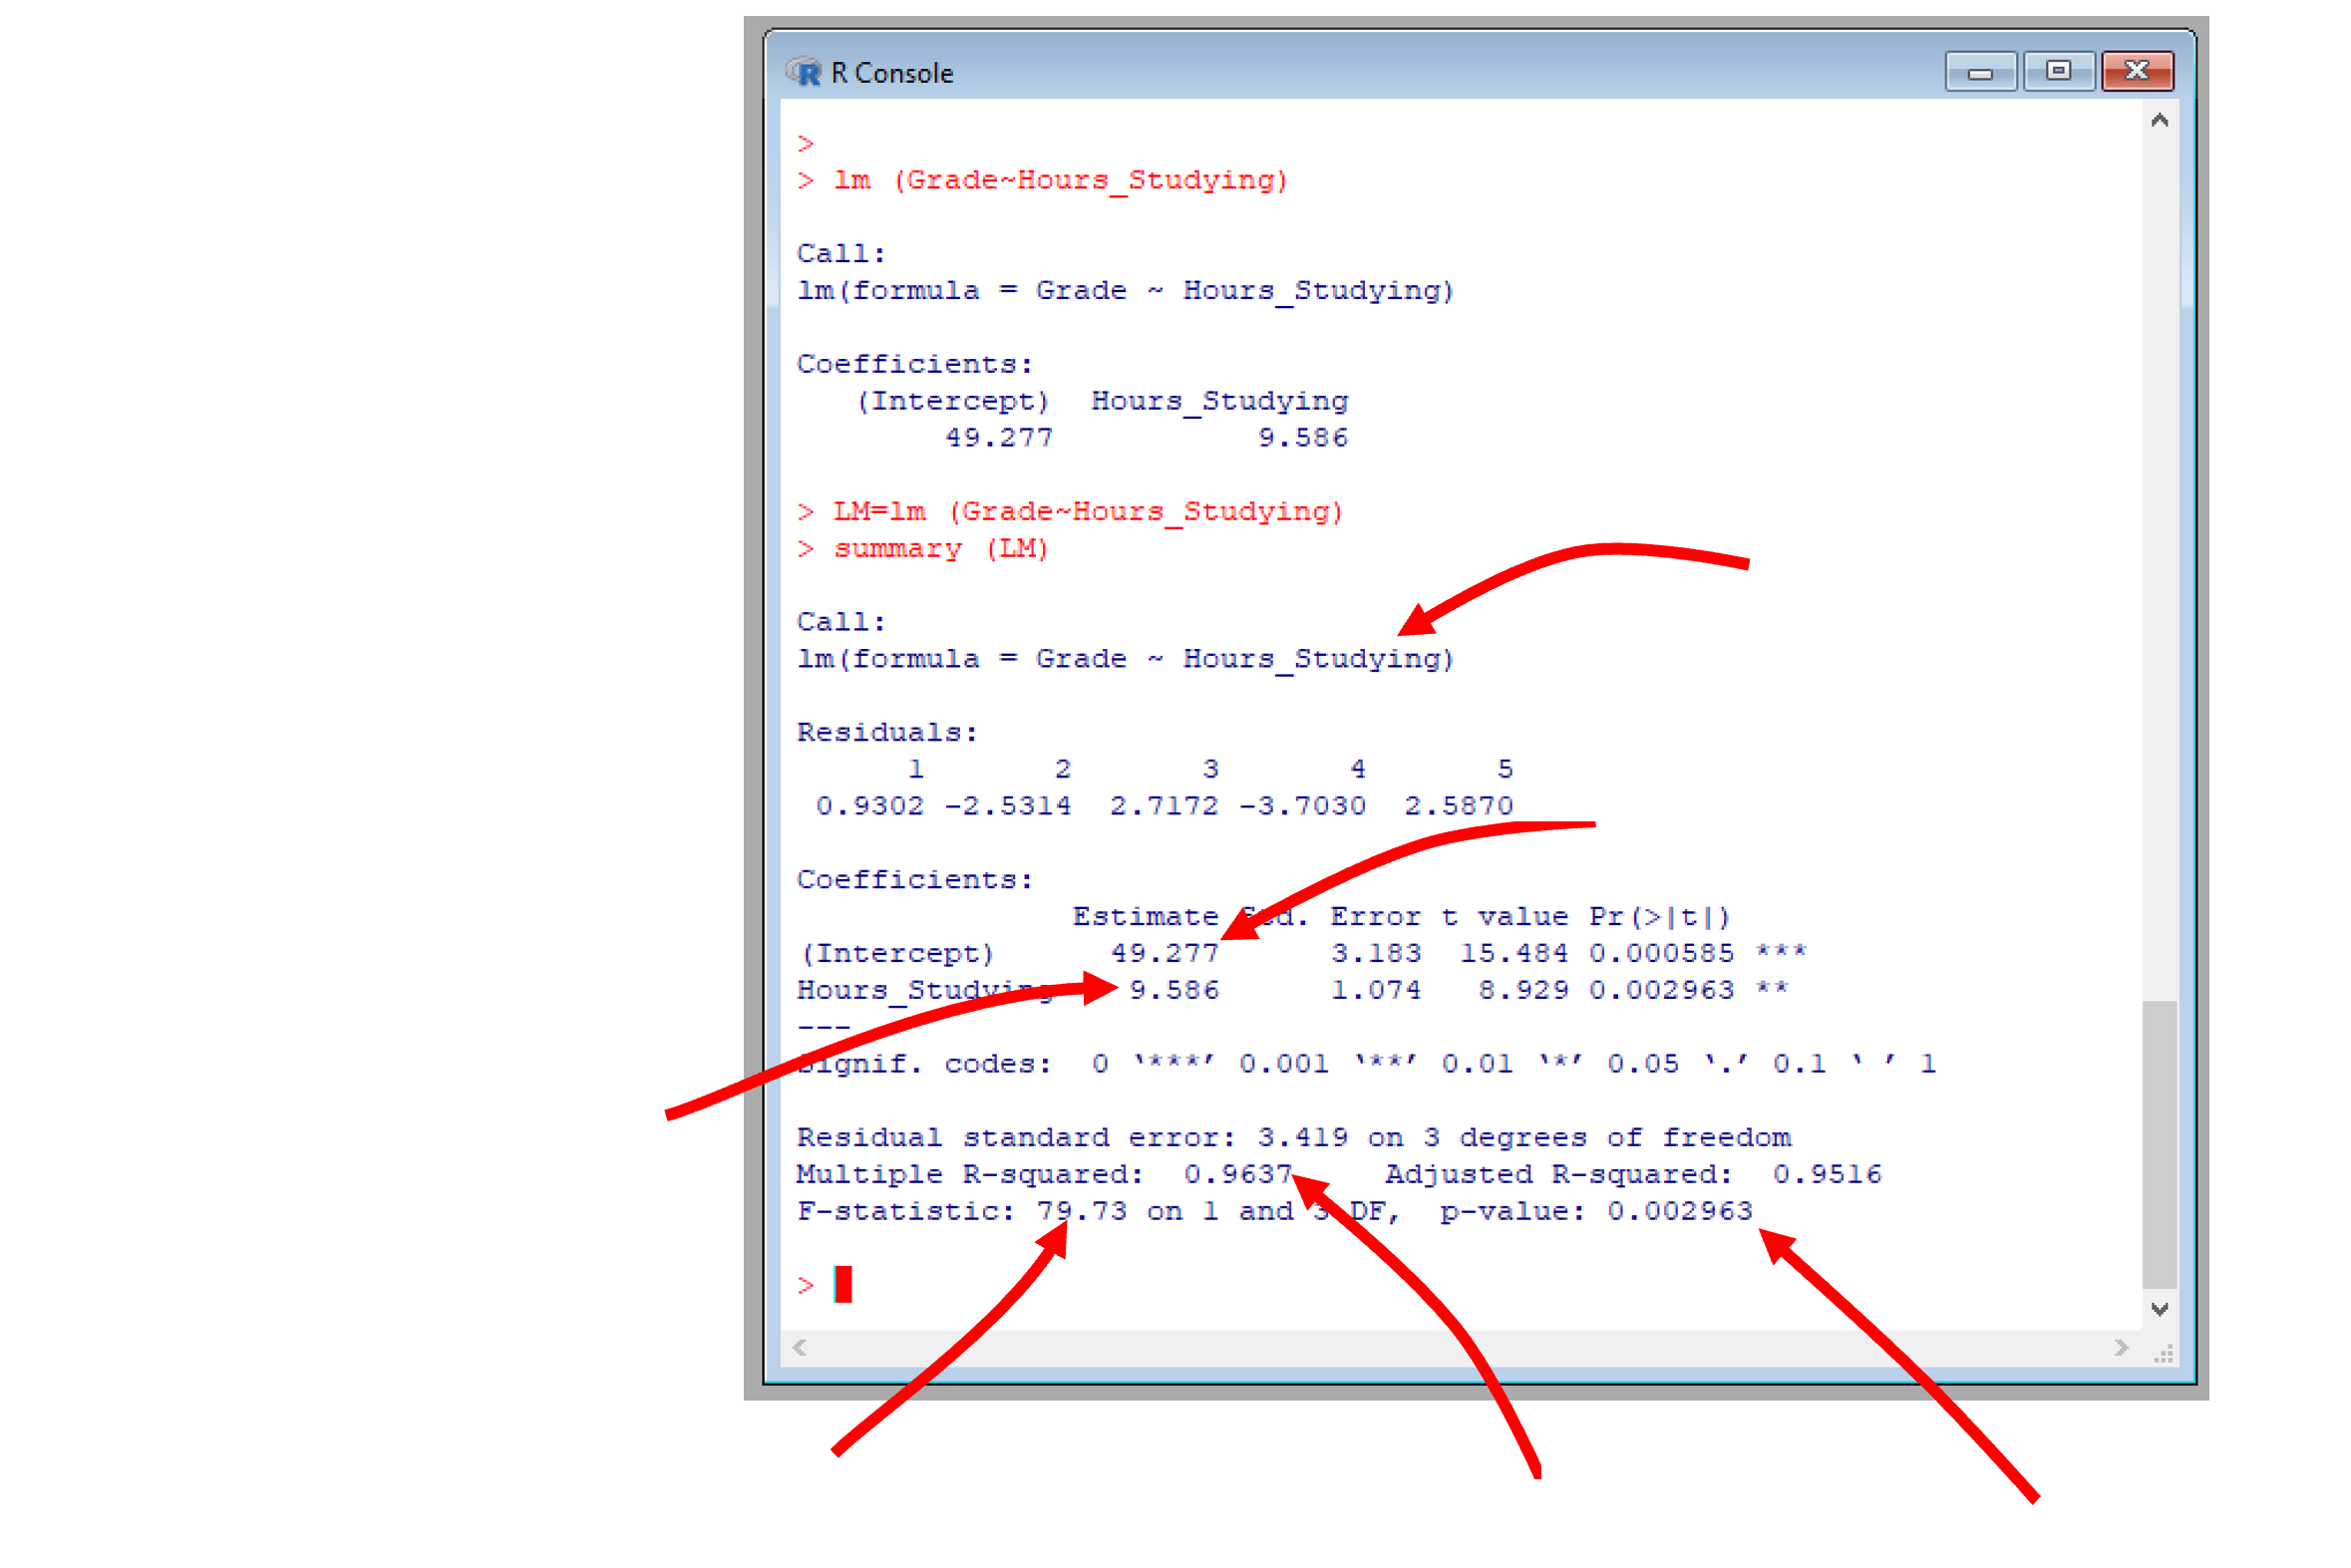 R Console
>
> lm (Grade~Hours_Studying)
Call:
lm(formula = Grade ~ Hours_Studying)
Coefficients:
(Intercept) Hours_Studying
49.277 9.586
> LM=lm (Grade~Hours_Studying)
> summary (LM)
Call:
lm(formula = Grade ~ Hours_Studying)
Residuals:
1 2 3 4 5
0.9302 -2.5314 2.7172 -3.7030 2.5870
Coefficients:
Estimate Std. Error t value Pr(>|t|)
(Intercept) 49.277 3.183 15.484 0.000585 ***
Hours_Studying 9.586 1.074 8.929 0.002963 **
---
Signif. codes: 0 ‘***’ 0.001 ‘**’ 0.01 ‘*’ 0.05 ‘.’ 0.1 ‘ ’ 1
Residual standard error: 3.419 on 3 degrees of freedom
Multiple R-squared: 0.9637, Adjusted R-squared: 0.9516
F-statistic: 79.73 on 1 and 3 DF, p-value: 0.002963
>